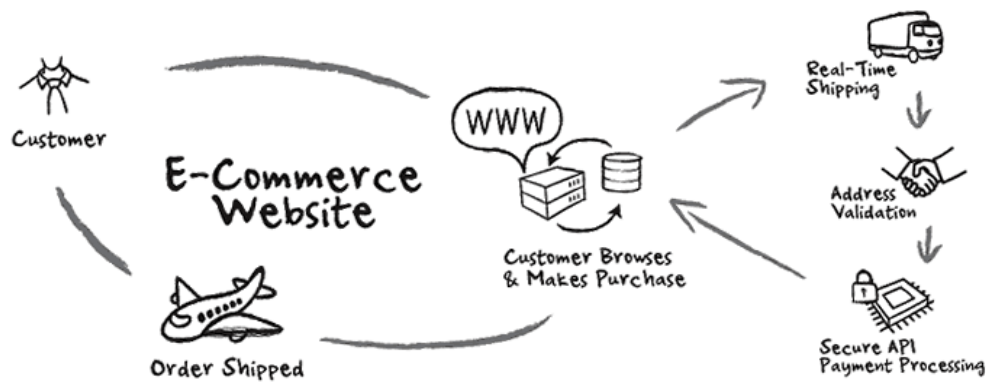 Customer
E-Commerce
Website
WWW
Customer Browses
& Makes Purchase
Real-Time
Shipping
Address
Validation
Secure API
Payment Processing
Order Shipped